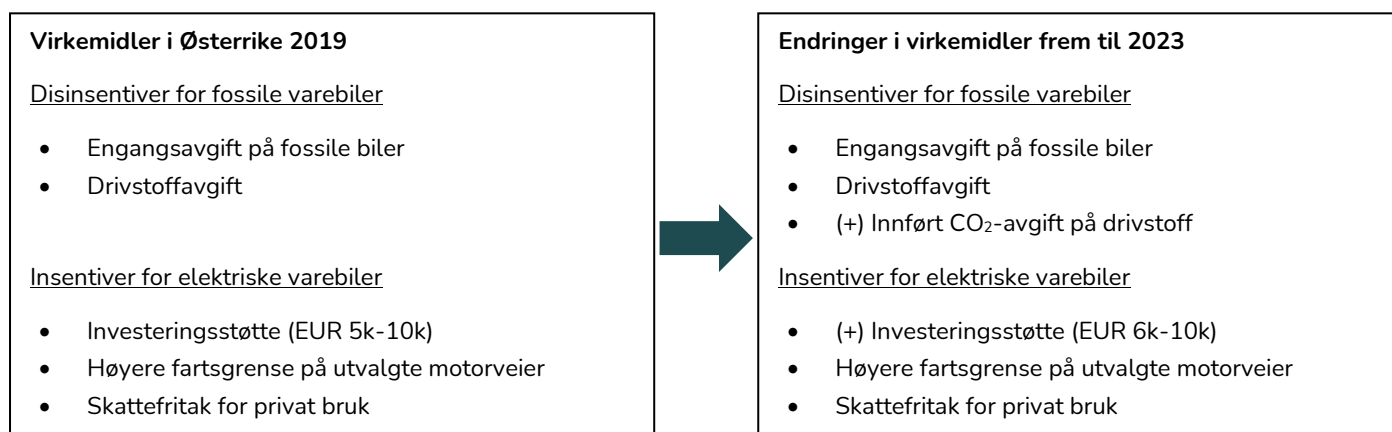 Virkemidler i Østerrike 2019
Disinsentiver for fossile varebiler
• Engangsavgift på fossile biler
• Drivstoffavgift
Insentiver for elektriske varebiler
• Investeringsstøtte (EUR 5k-10k)
• Høyere fartsgrense på utvalgte motorveier
• Skattefritak for privat bruk
Endringer i virkemidler frem til 2023
Disinsentiver for fossile varebiler
• Engangsavgift på fossile biler
• Drivstoffavgift
• (+) Innført CO₂-avgift på drivstoff
Insentiver for elektriske varebiler
• (+) Investeringsstøtte (EUR 6k-10k)
• Høyere fartsgrense på utvalgte motorveier
• Skattefritak for privat bruk